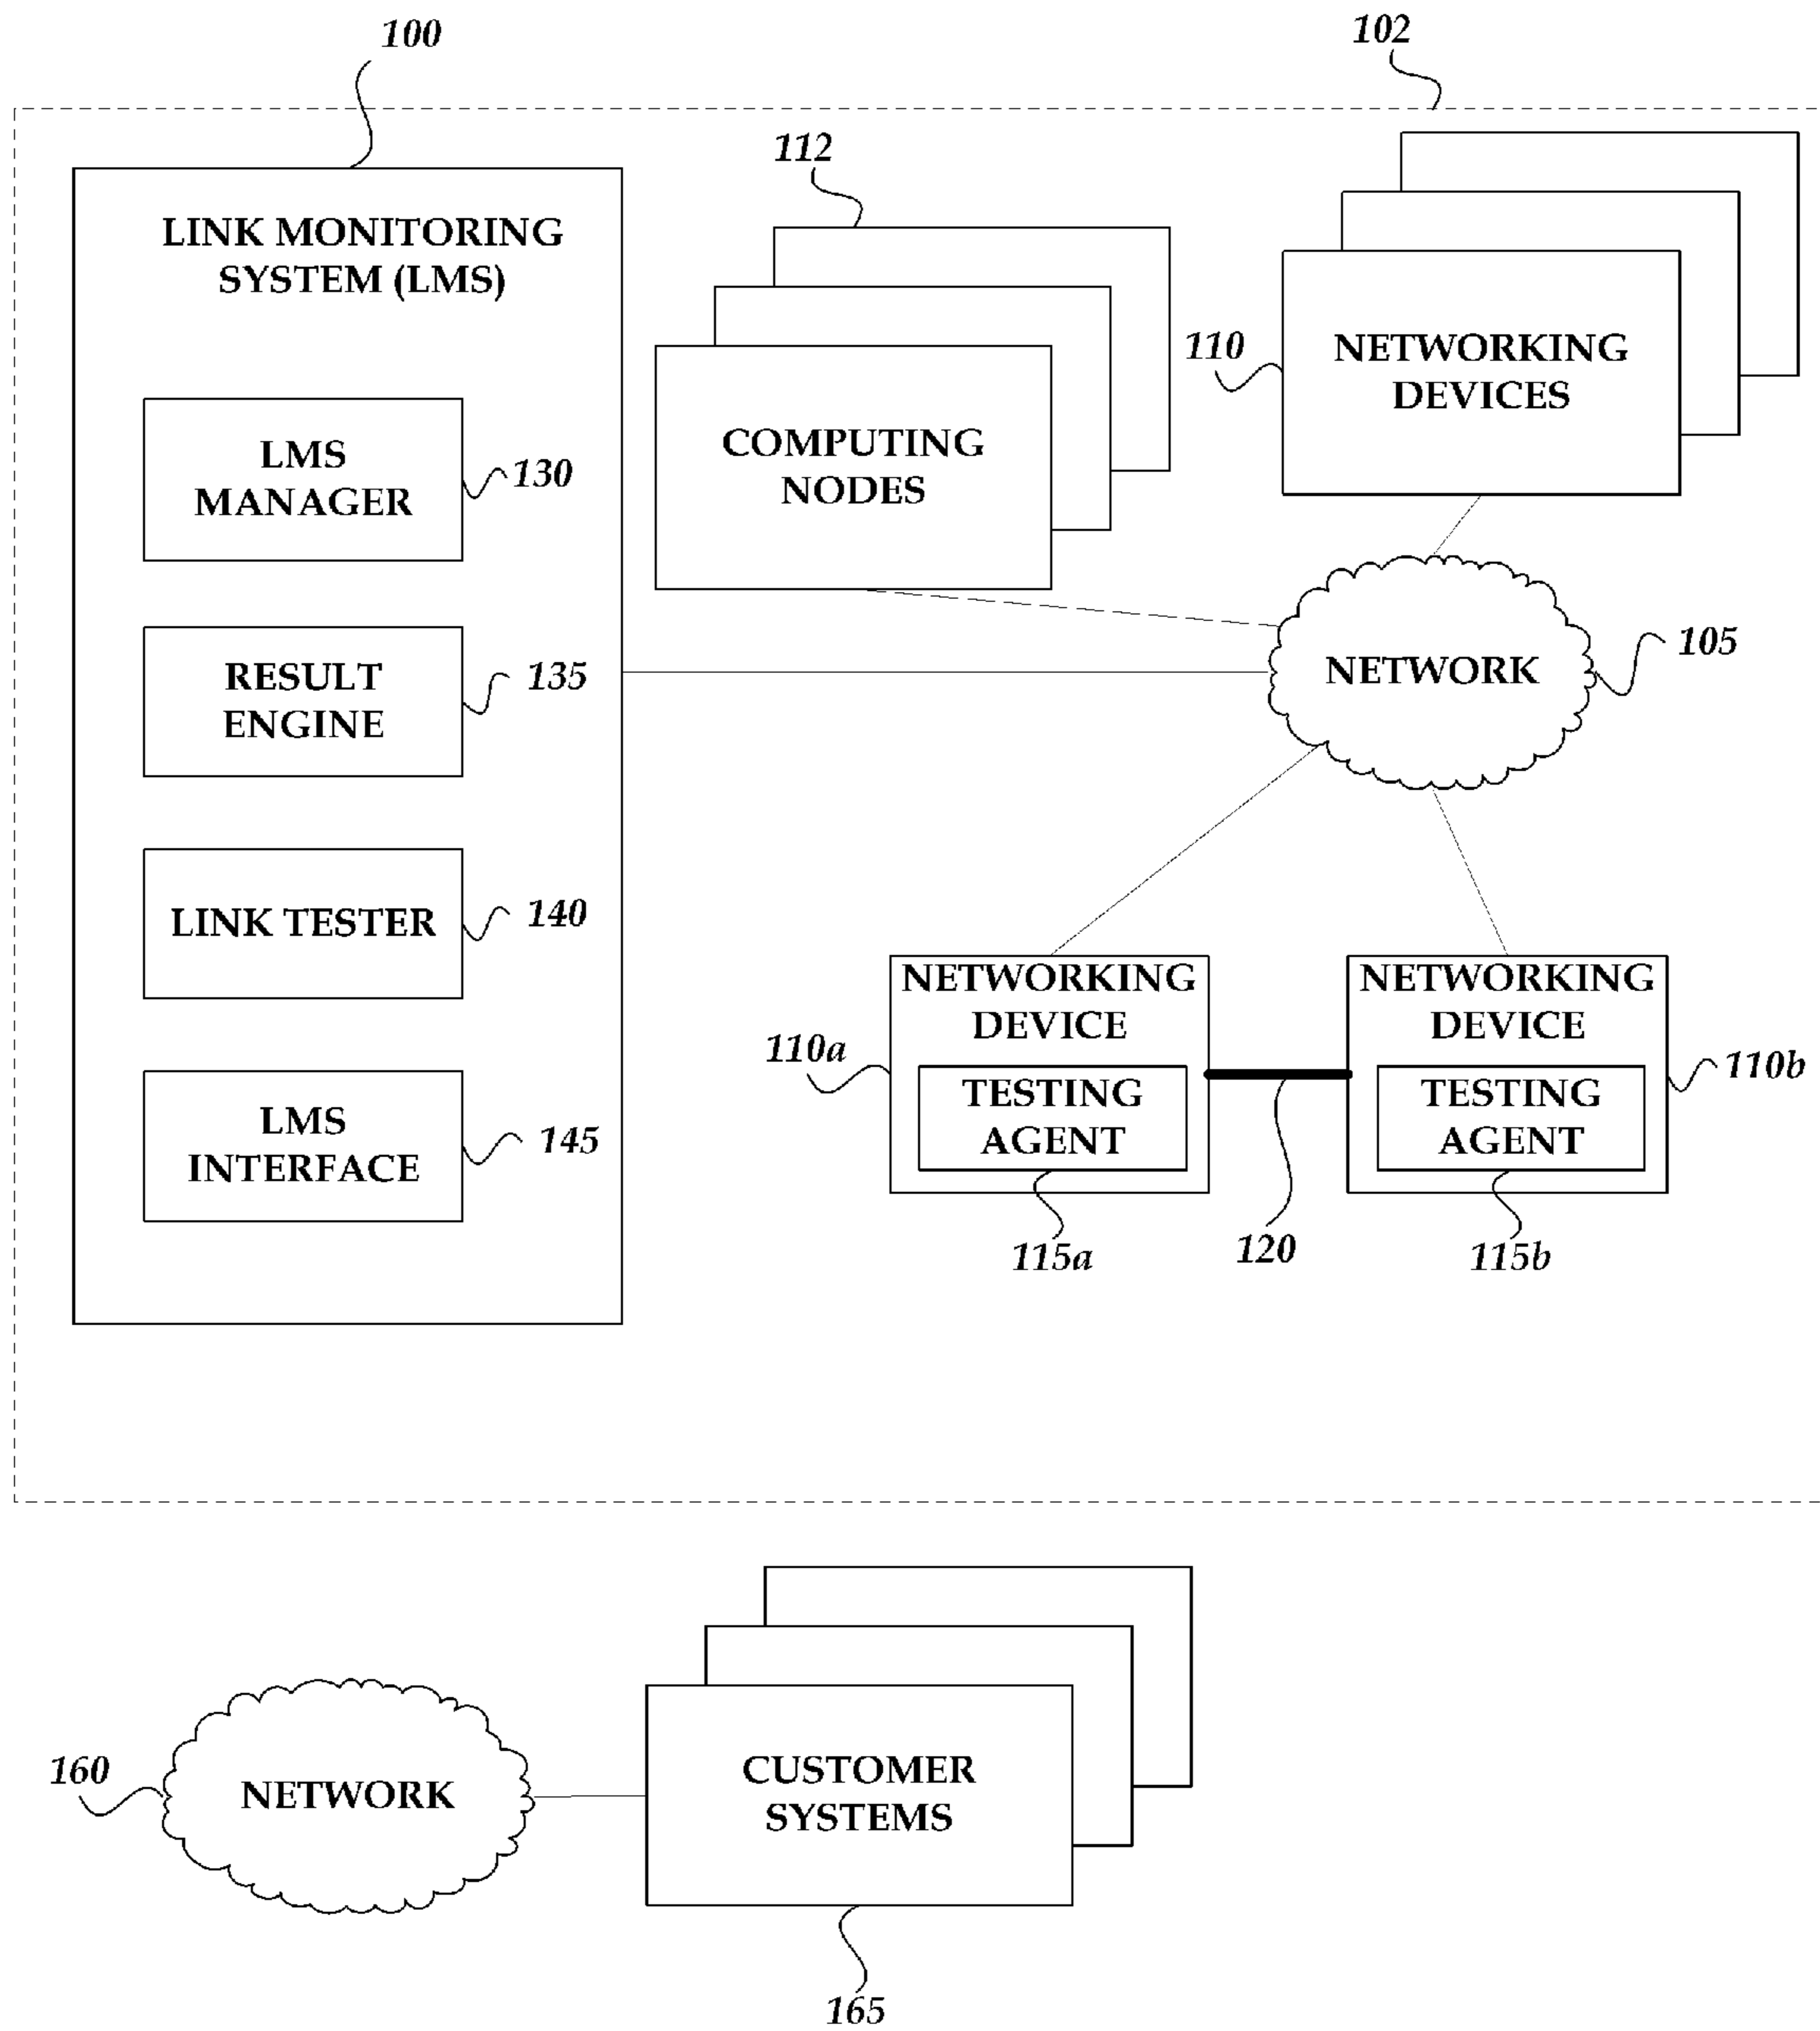 100
102
LINK MONITORING
SYSTEM (LMS)
LMS
MANAGER
130
RESULT
ENGINE
135
LINK TESTER
140
LMS
INTERFACE
145
112
COMPUTING
NODES
110
NETWORKING
DEVICES
NETWORK
105
NETWORKING
DEVICE
110a
TESTING
AGENT
115a
120
NETWORKING
DEVICE
110b
TESTING
AGENT
115b
160
NETWORK
CUSTOMER
SYSTEMS
165